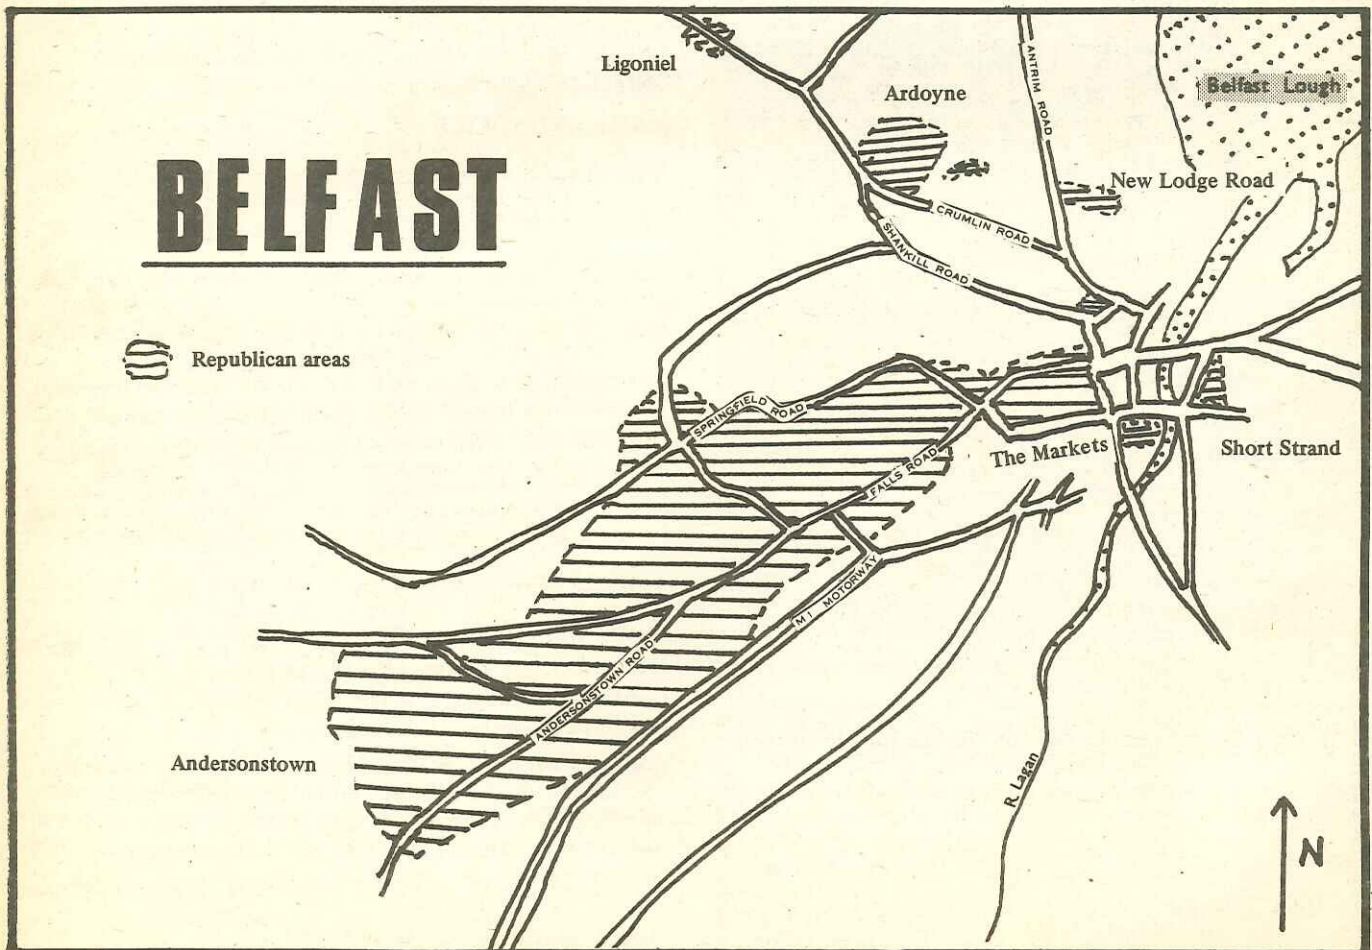 Ligoniel
Ardoyne
ANTRIM ROAD
Belfast Lough
BELFAST
New Lodge Road
CRUMLIN ROAD
SHANKILL ROAD
Republican areas
SPRINGFIELD ROAD
FALLS ROAD
The Markets
Short Strand
M1 MOTORWAY
ANDERSONSTOWN ROAD
Andersonstown
R. Lagan
N